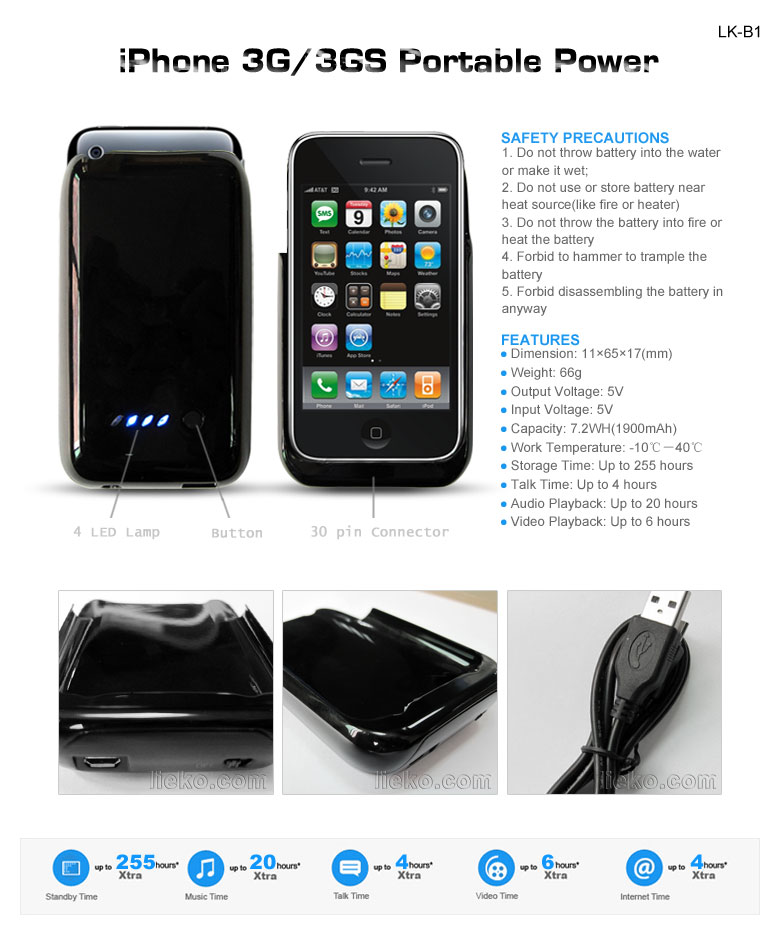 LK-B1
iPhone 3G/3GS Portable Power
SAFETY PRECAUTIONS
1. Do not throw battery into the water
or make it wet;
2. Do not use or store battery near
heat source(like fire or heater)
3. Do not throw the battery into fire or
heat the battery
4. Forbid to hammer to trample the
battery
5. Forbid disassembling the battery in
anyway
FEATURES
Dimension: 11×65×17(mm)
Weight: 66g
Output Voltage: 5V
Input Voltage: 5V
Capacity: 7.2WH(1900mAh)
Work Temperature: -10℃－40℃
Storage Time: Up to 255 hours
Talk Time: Up to 4 hours
Audio Playback: Up to 20 hours
Video Playback: Up to 6 hours
AT&T 9:42 AM
SMS Tuesday 9
Text Calendar Photos Camera
YouTube Stocks Maps Weather
Clock Calculator Notes Settings
iTunes App Store
Phone Mail Safari iPod
4 LED Lamp Button 30 pin Connector
lieko.com lieko.com lieko.com
up to 255 hours* Xtra
Standby Time
up to 20 hours* Xtra
Music Time
up to 4 hours* Xtra
Talk Time
up to 6 hours* Xtra
Video Time
up to 4 hours* Xtra
Internet Time